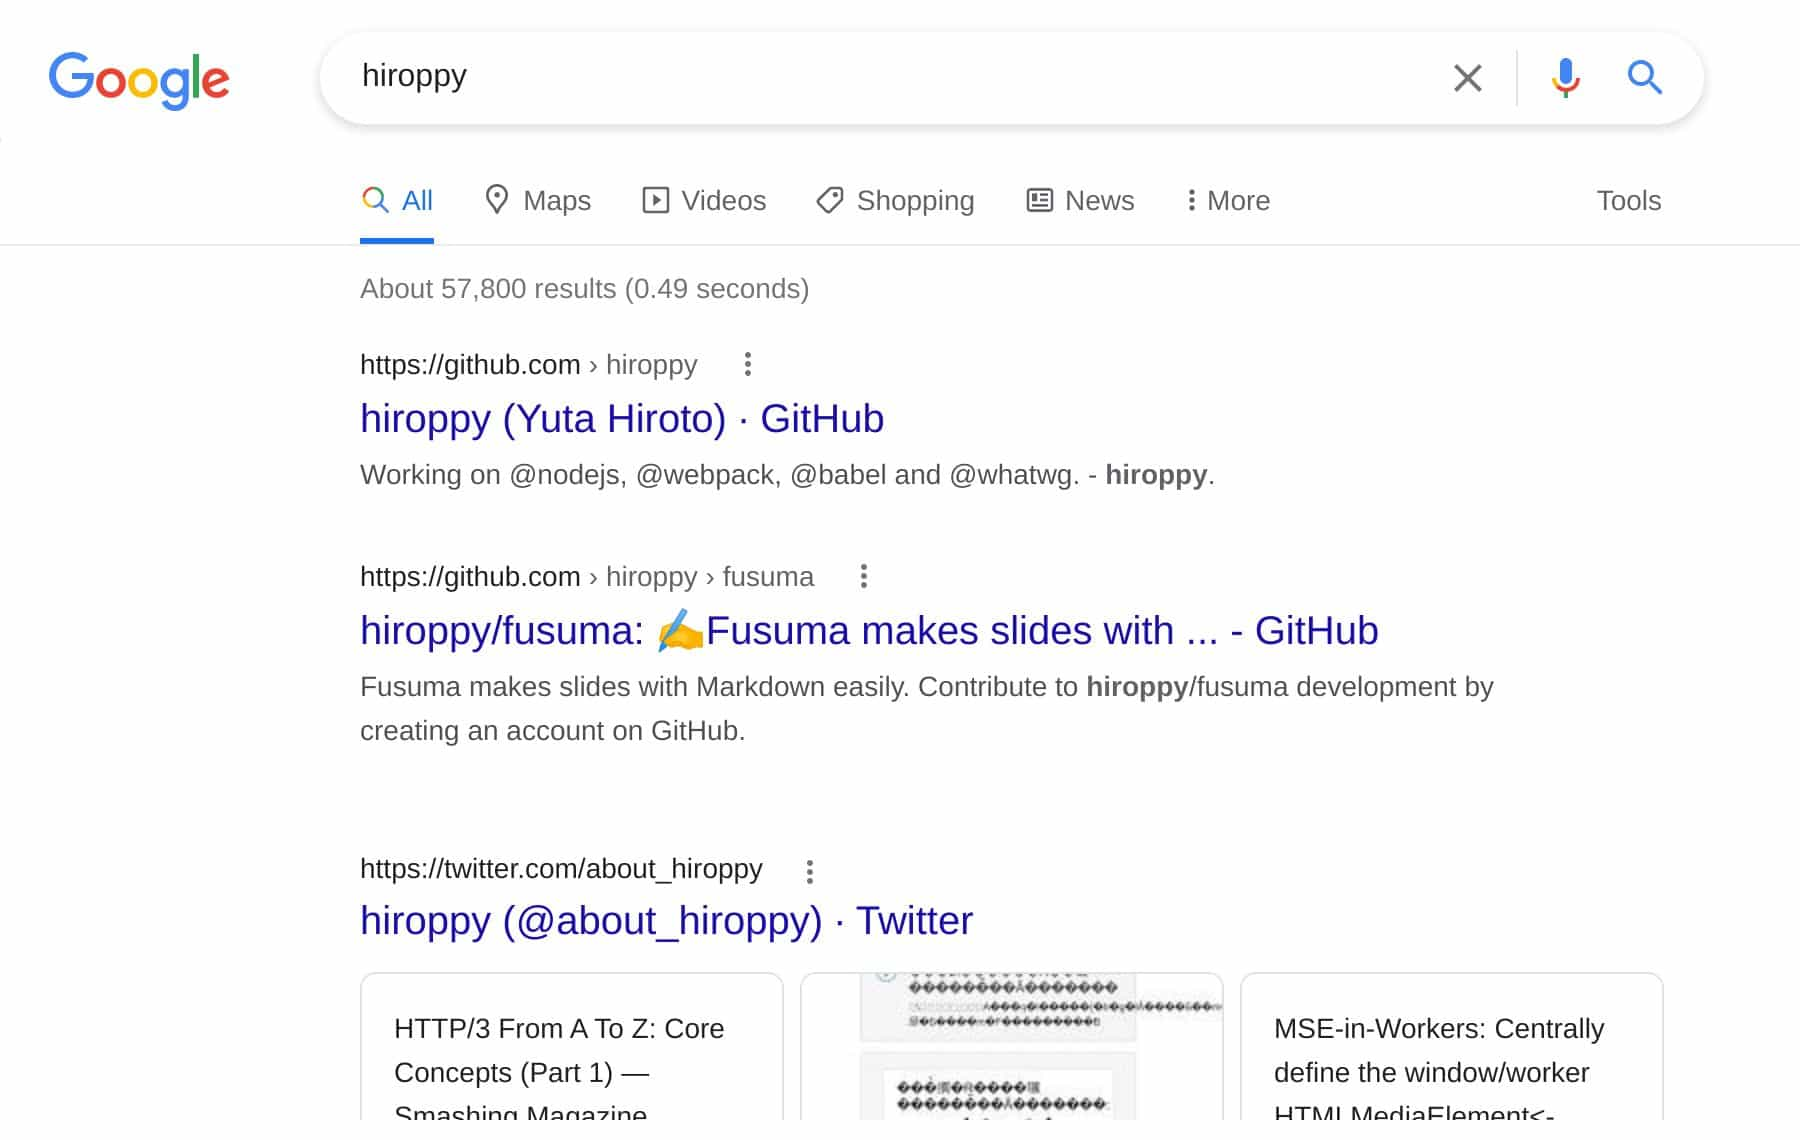 Google
hiroppy
All Maps Videos Shopping News More Tools
About 57,800 results (0.49 seconds)
https://github.com › hiroppy
hiroppy (Yuta Hiroto) · GitHub
Working on @nodejs, @webpack, @babel and @whatwg. - hiroppy.
https://github.com › hiroppy › fusuma
hiroppy/fusuma: ✍️Fusuma makes slides with ... - GitHub
Fusuma makes slides with Markdown easily. Contribute to hiroppy/fusuma development by
creating an account on GitHub.
https://twitter.com/about_hiroppy
hiroppy (@about_hiroppy) · Twitter
HTTP/3 From A To Z: Core
Concepts (Part 1) —
Smashing Magazine
MSE-in-Workers: Centrally
define the window/worker
HTMLMediaElement<-